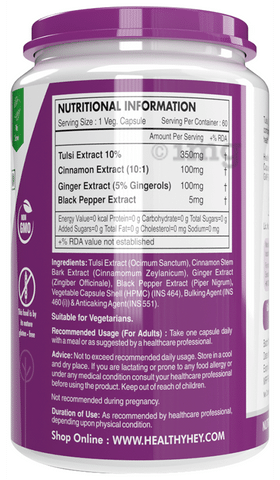 NUTRITIONAL INFORMATION
Serving Size : 1 Veg. Capsule Serving Per Container : 60
Amount Per Serving +% RDA
Tulsi Extract 10% 350mg †
Cinnamon Extract (10:1) 100mg †
Ginger Extract (5% Gingerols) 100mg †
Black Pepper Extract 5mg †
Energy Value=0 kcal Protein=0 g Carbohydrate=0 g Total Sugars=0 g
Added Sugars=0 g Total Fat=0 g Cholesterol=0 mg Sodium=0 mg
+% RDA value not established
NON
GMO
Ingredients: Tulsi Extract (Ocimum Sanctum), Cinnamon Stem
Bark Extract (Cinnamomum Zeylanicum), Ginger Extract
(Zingiber Officinale), Black Pepper Extract (Piper Nigrum),
Vegetable Capsule Shell (HPMC) (INS 464), Bulking Agent (INS
460 (i)) & Anticaking Agent (INS 551).
Suitable for Vegetarians.
Recommended Usage (For Adults) : Take one capsule daily
with a meal or as suggested by a healthcare professional.
Advice: Not to exceed recommended daily usage. Store in a cool
and dry place. If you are lactating or prone to any food allergy or
any medical condition consult your healthcare professional
before using the product. Keep out of reach of children.
Not recommended during pregnancy.
Duration of Use: As recommended by healthcare professional,
depending upon possible symptoms.
Shop Online : WWW.HEALTHYHEY.COM